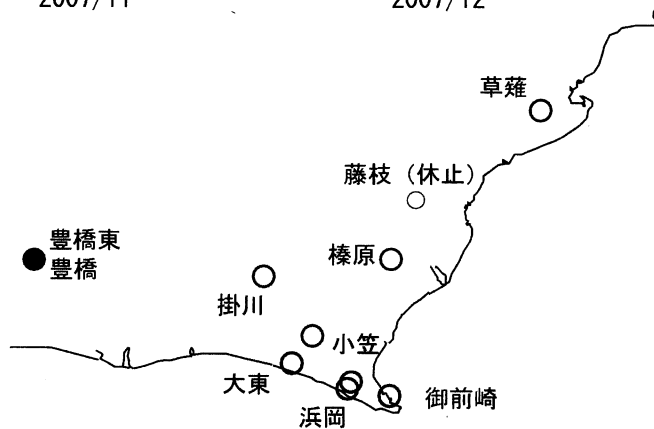 2007/11
2007/12
草薙
藤枝（休止）
豊橋東
豊橋
榛原
掛川
小笠
大東
御前崎
浜岡